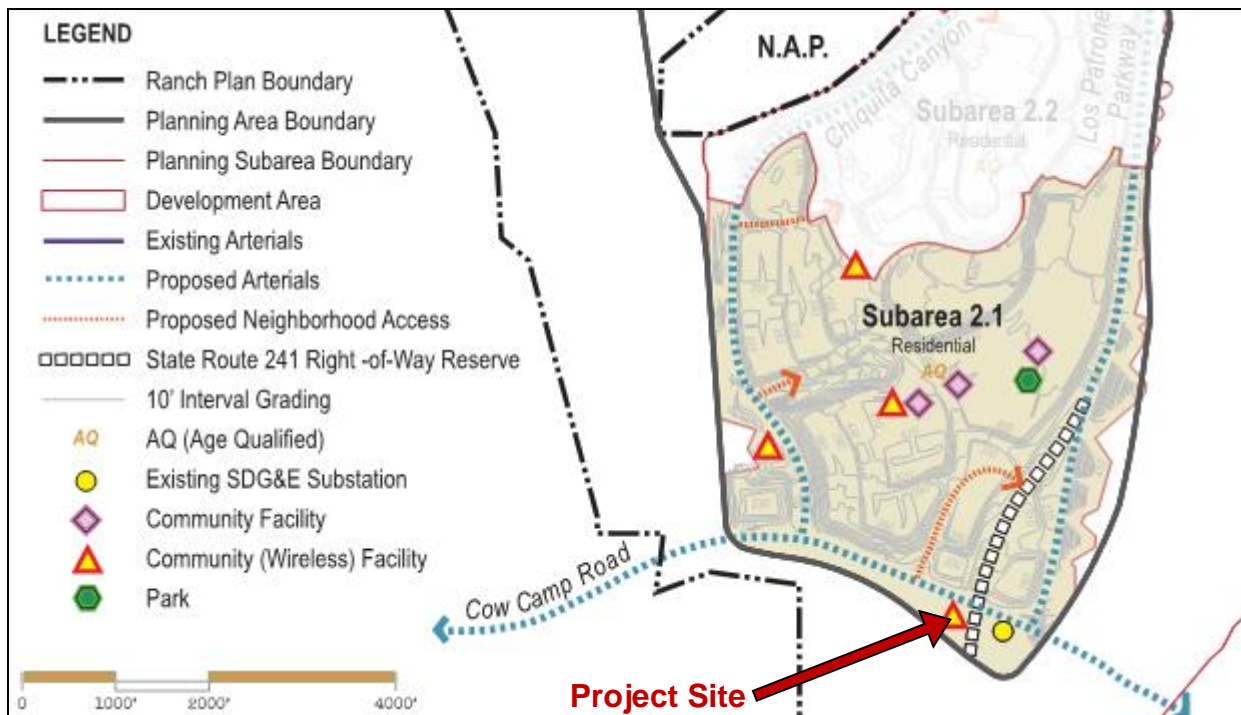 LEGEND
Ranch Plan Boundary
Planning Area Boundary
Planning Subarea Boundary
Development Area
Existing Arterials
Proposed Arterials
Proposed Neighborhood Access
State Route 241 Right -of-Way Reserve
10' Interval Grading
AQ AQ (Age Qualified)
Existing SDG&E Substation
Community Facility
Community (Wireless) Facility
Park
0 1000' 2000' 4000'
N.A.P.
Chiquita Canyon
Subarea 2.2
Residential
AQ
Los Patrone
Parkway
Subarea 2.1
Residential
AQ
Cow Camp Road
Project Site